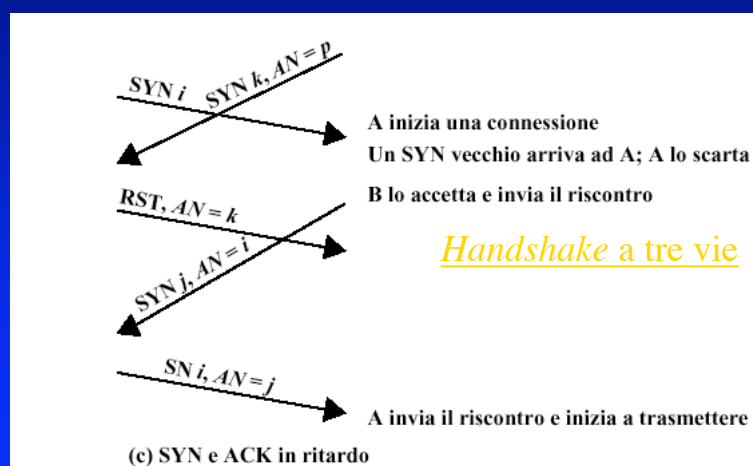 SYN i
SYN k, AN = p
A inizia una connessione
Un SYN vecchio arriva ad A; A lo scarta
RST, AN = k
B lo accetta e invia il riscontro
Handshake a tre vie
SYN j, AN = i
SN i, AN = j
A invia il riscontro e inizia a trasmettere
(c) SYN e ACK in ritardo